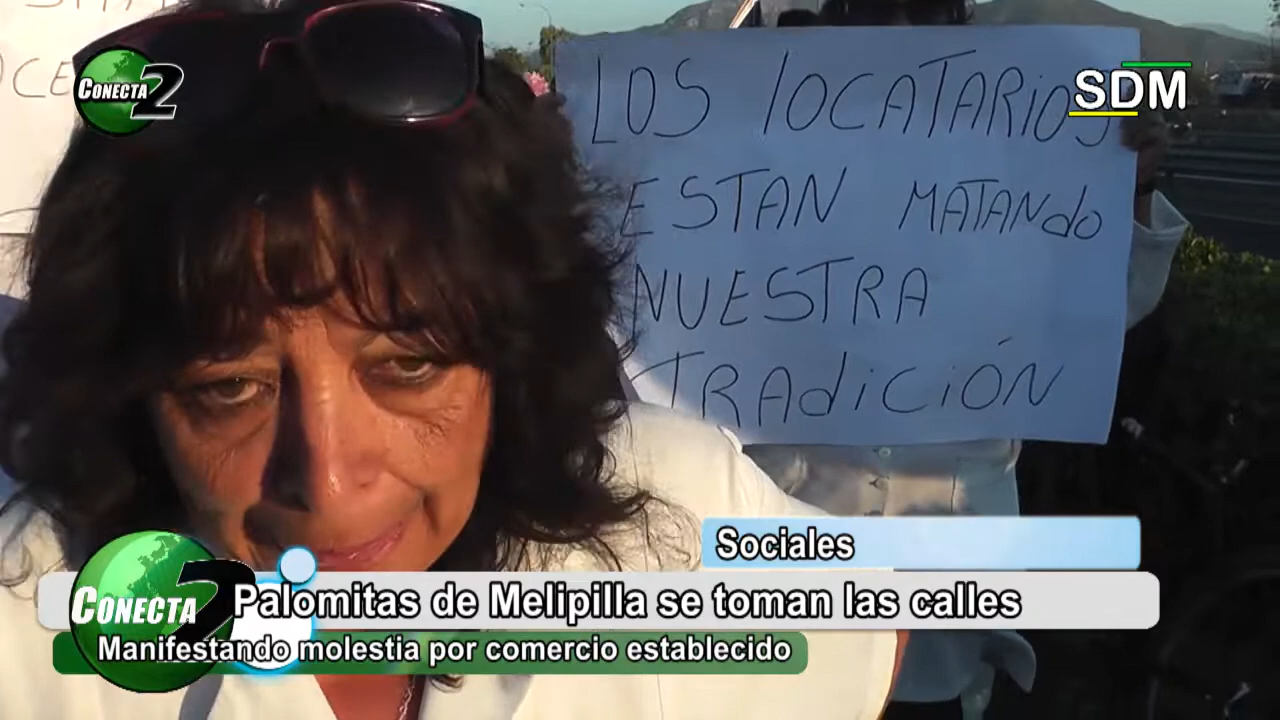 CONECTA 2
SDM
LOS LOCATARIOS
ESTAN MATANdo
NUESTRA
TRADICIÓN
Sociales
CONECTA 2
Palomitas de Melipilla se toman las calles
Manifestando molestia por comercio establecido